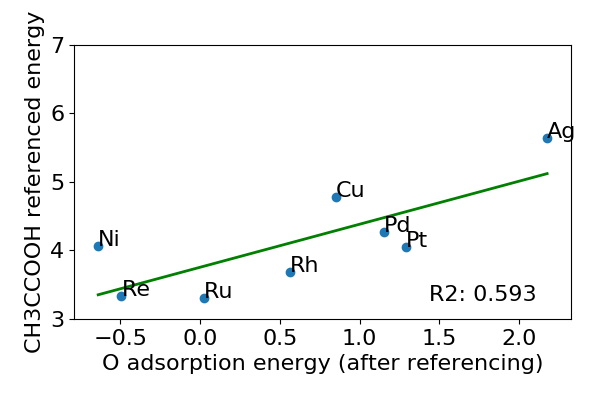 CH3CCOOH referenced energy
7
6
5
4
3
Ag
Cu
Pd
Pt
Ni
Rh
Re
Ru
R2: 0.593
−0.5 0.0 0.5 1.0 1.5 2.0
O adsorption energy (after referencing)